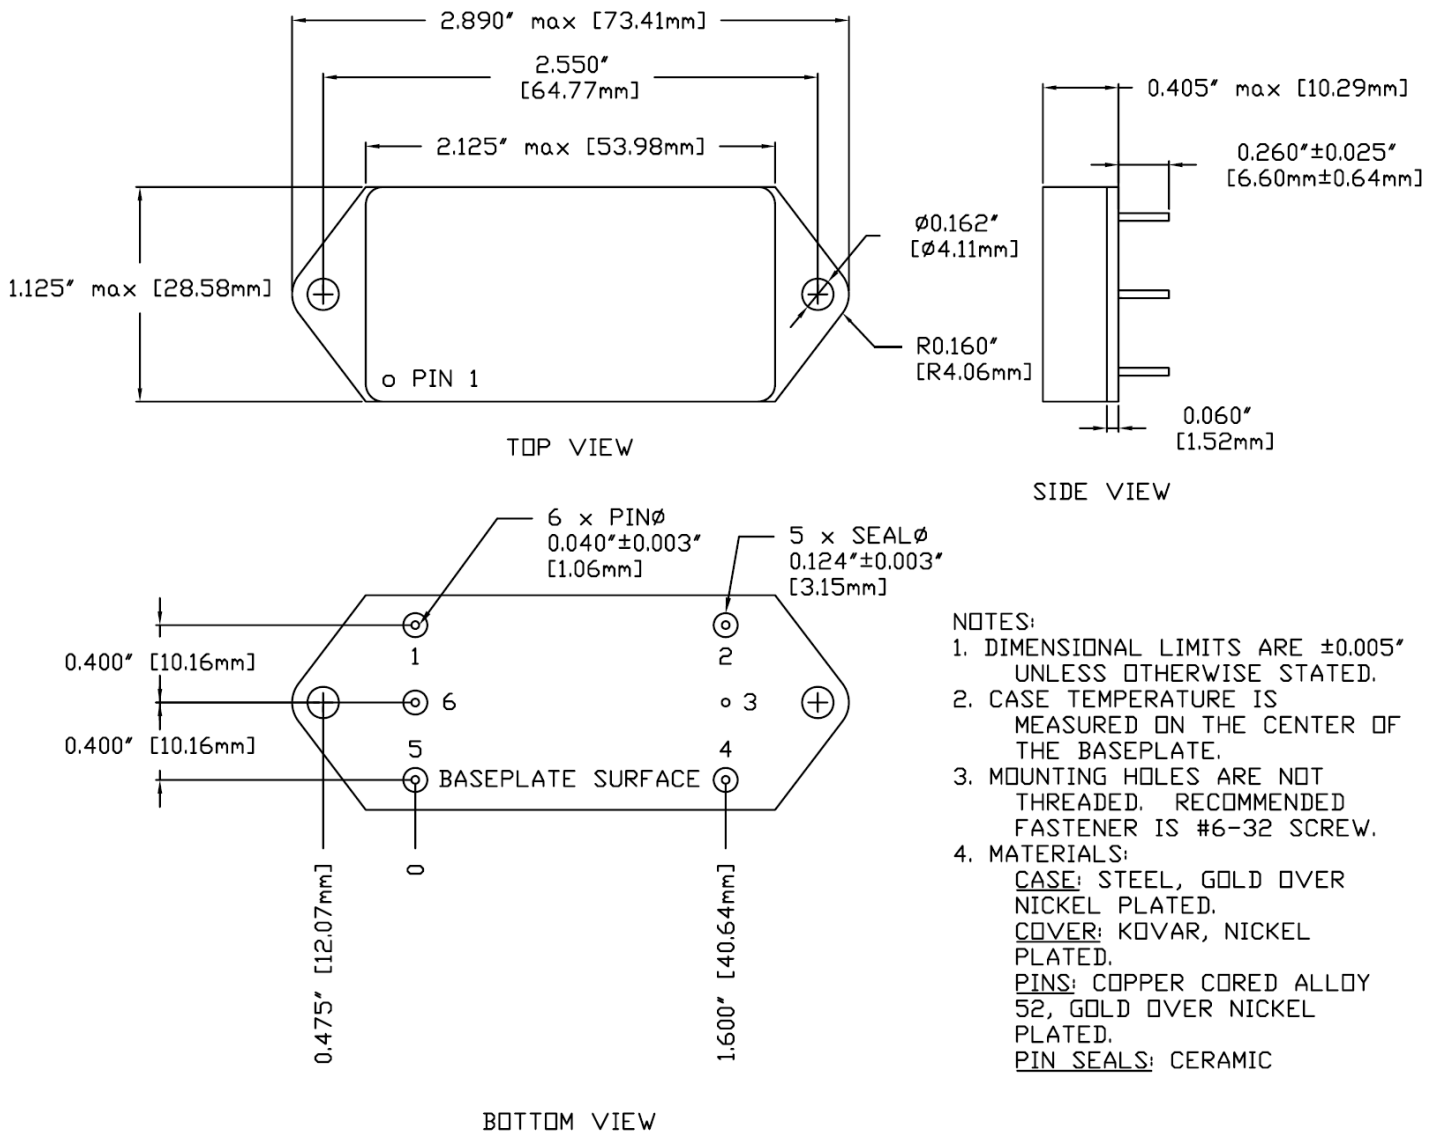 2.890" max [73.41mm]
2.550"
[64.77mm]
2.125" max [53.98mm]
1.125" max [28.58mm]
Ø0.162"
[Ø4.11mm]
R0.160"
[R4.06mm]
PIN 1
TOP VIEW
0.405" max [10.29mm]
0.260"±0.025"
[6.60mm±0.64mm]
0.060"
[1.52mm]
SIDE VIEW
6 x PINØ
0.040"±0.003"
[1.06mm]
5 x SEALØ
0.124"±0.003"
[3.15mm]
0.400" [10.16mm]
0.400" [10.16mm]
1
2
6
3
5
4
BASEPLATE SURFACE
0.475" [12.07mm]
0
1.600" [40.64mm]
BOTTOM VIEW
NOTES:
1. DIMENSIONAL LIMITS ARE ±0.005"
UNLESS OTHERWISE STATED.
2. CASE TEMPERATURE IS
MEASURED ON THE CENTER OF
THE BASEPLATE.
3. MOUNTING HOLES ARE NOT
THREADED. RECOMMENDED
FASTENER IS #6-32 SCREW.
4. MATERIALS:
CASE: STEEL, GOLD OVER
NICKEL PLATED.
COVER: KOVAR, NICKEL
PLATED.
PINS: COPPER CORED ALLOY
52, GOLD OVER NICKEL
PLATED.
PIN SEALS: CERAMIC